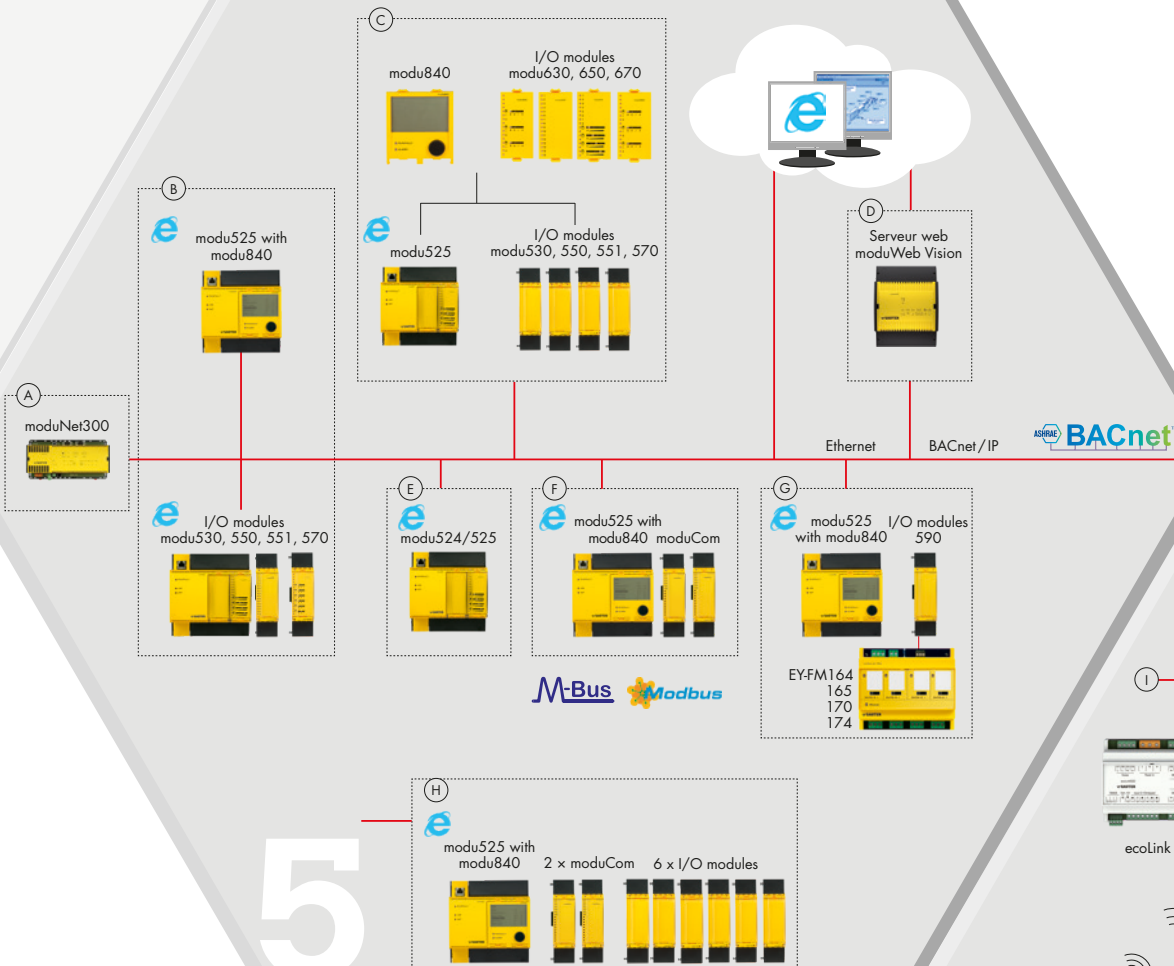 C
modu840
I/O modules
modu630, 650, 670
B
modu525 with
modu840
modu525
I/O modules
modu530, 550, 551, 570
D
Serveur web
moduWeb Vision
A
moduNet300
Ethernet
BACnet/IP
ASHRAE BACnet
I/O modules
modu530, 550, 551, 570
E
modu524/525
F
modu525 with
modu840
moduCom
G
modu525
with modu840
I/O modules
590
EY-FM164
165
170
174
M-Bus
Modbus
I
ecoLink
H
modu525 with
modu840
2 × moduCom
6 x I/O modules
5